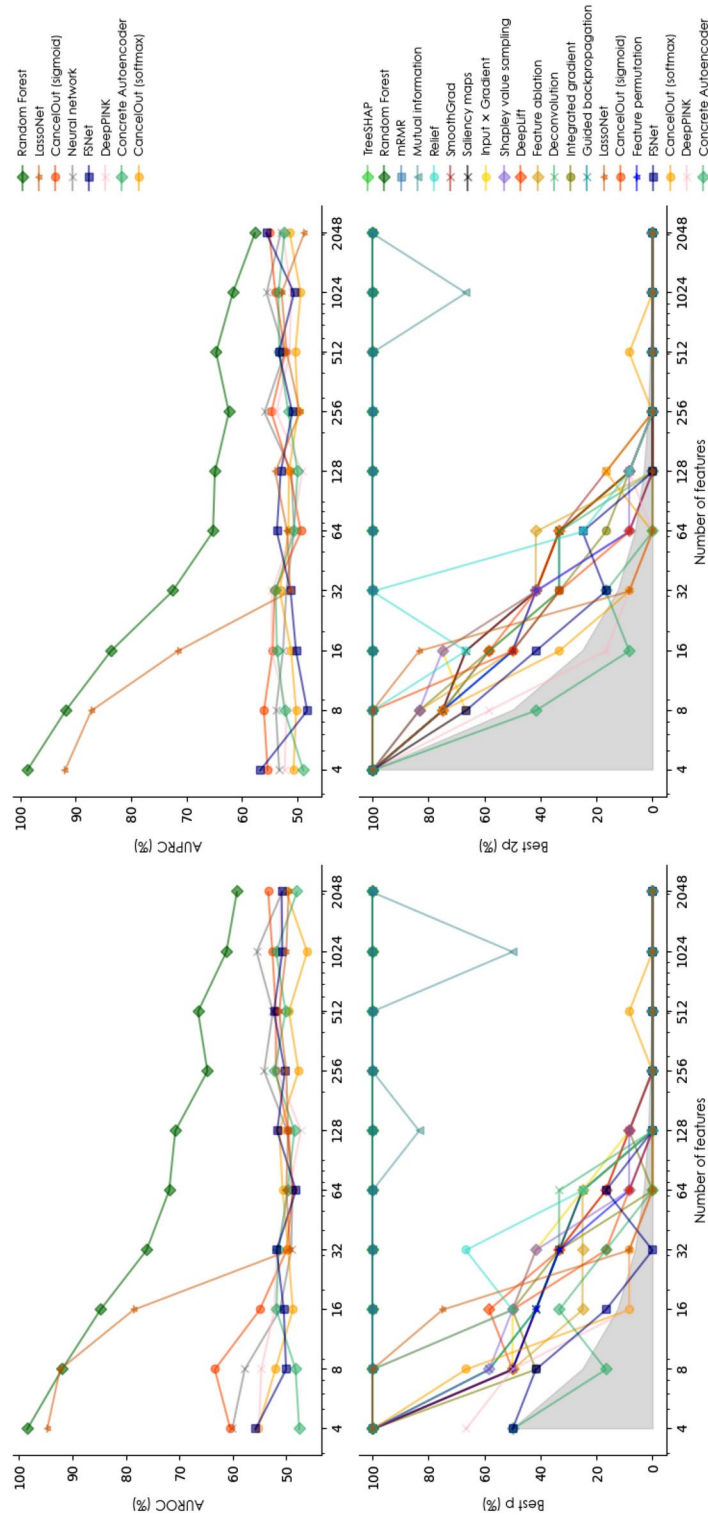 AUROC (%)
100
90
80
70
60
50
4 8 16 32 64 128 256 512 1024 2048
AUPRC (%)
100
90
80
70
60
50
4 8 16 32 64 128 256 512 1024 2048
Random Forest
LassoNet
CancelOut (sigmoid)
Neural network
FSNet
DeepPINK
Concrete Autoencoder
CancelOut (softmax)
Best p (%)
100
80
60
40
20
0
4 8 16 32 64 128 256 512 1024 2048
Number of features
Best 2p (%)
100
80
60
40
20
0
4 8 16 32 64 128 256 512 1024 2048
Number of features
TreeSHAP
Random Forest
mRMR
Mutual information
Relief
SmoothGrad
Saliency maps
Input × Gradient
Shapley value sampling
DeepLift
Feature ablation
Deconvolution
Integrated gradient
Guided backpropagation
LassoNet
CancelOut (sigmoid)
Feature permutation
FSNet
CancelOut (softmax)
DeepPINK
Concrete Autoencoder